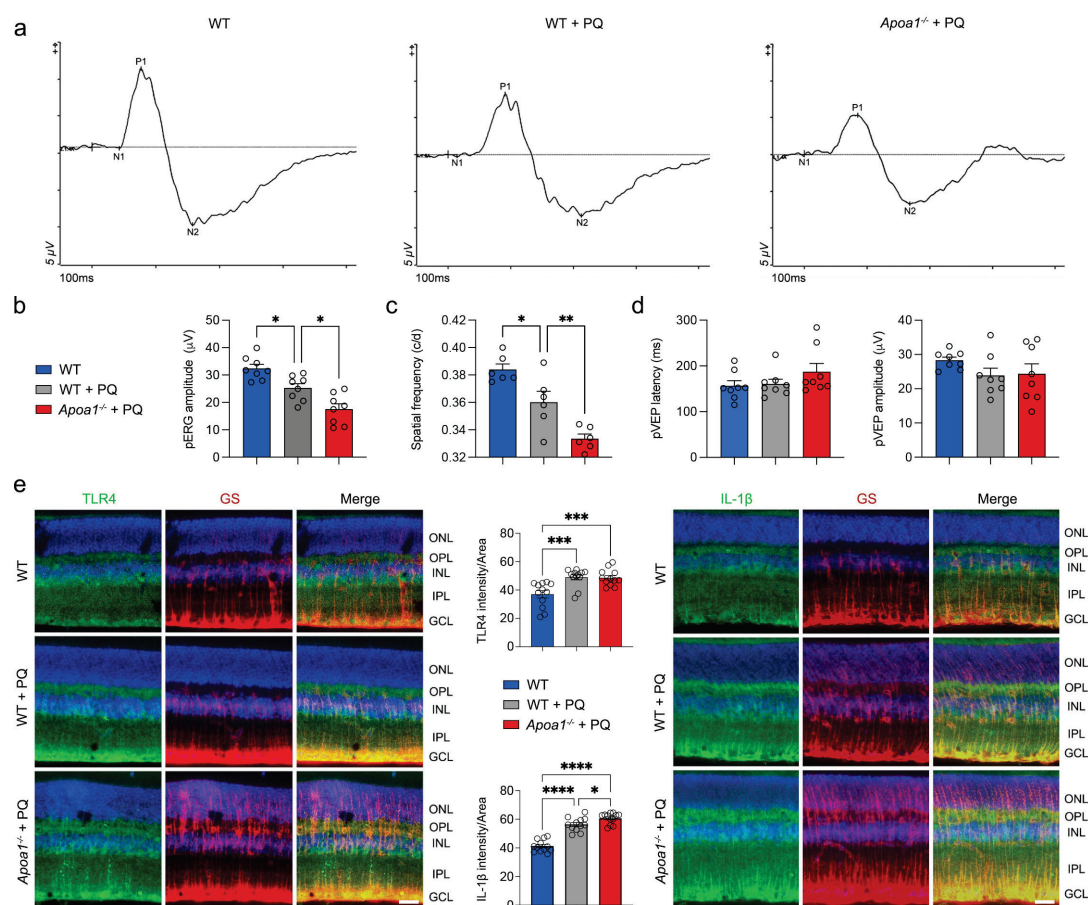 a
WT
WT + PQ
Apoa1-/- + PQ
P1
N1
N2
5 µV
100ms
P1
N1
N2
5 µV
100ms
P1
N1
N2
5 µV
100ms
b
WT
WT + PQ
Apoa1-/- + PQ
pERG amplitude (µV)
50
40
30
20
10
0
*
*
c
Spatial frequency (c/d)
0.40
0.38
0.36
0.34
0.32
*
**
d
pVEP latency (ms)
300
200
100
0
pVEP amplitude (µV)
40
30
20
10
0
e
TLR4
GS
Merge
WT
ONL
OPL
INL
IPL
GCL
WT + PQ
ONL
OPL
INL
IPL
GCL
Apoa1-/- + PQ
ONL
OPL
INL
IPL
GCL
TLR4 intensity/Area
80
60
40
20
0
***
***
WT
WT + PQ
Apoa1-/- + PQ
IL-1β intensity/Area
80
60
40
20
0
****
****
*
IL-1β
GS
Merge
WT
ONL
OPL
INL
IPL
GCL
WT + PQ
ONL
OPL
INL
IPL
GCL
Apoa1-/- + PQ
ONL
OPL
INL
IPL
GCL